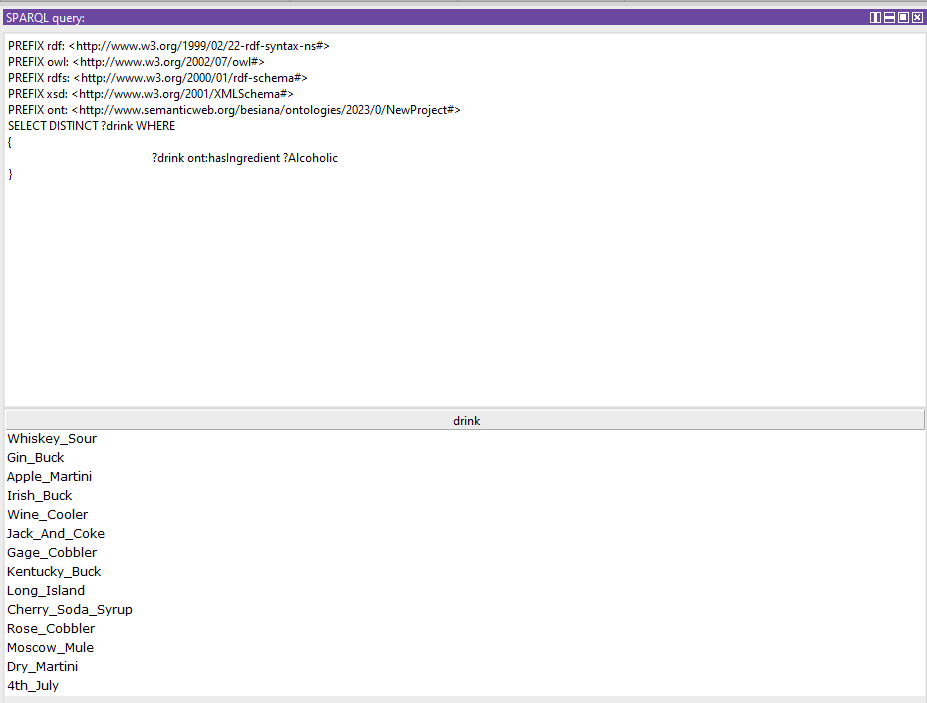 SPARQL query:
PREFIX rdf: <http://www.w3.org/1999/02/22-rdf-syntax-ns#>
PREFIX owl: <http://www.w3.org/2002/07/owl#>
PREFIX rdfs: <http://www.w3.org/2000/01/rdf-schema#>
PREFIX xsd: <http://www.w3.org/2001/XMLSchema#>
PREFIX ont: <http://www.semanticweb.org/besiana/ontologies/2023/0/NewProject#>
SELECT DISTINCT ?drink WHERE
{
?drink ont:hasIngredient ?Alcoholic
}
drink
Whiskey_Sour
Gin_Buck
Apple_Martini
Irish_Buck
Wine_Cooler
Jack_And_Coke
Gage_Cobbler
Kentucky_Buck
Long_Island
Cherry_Soda_Syrup
Rose_Cobbler
Moscow_Mule
Dry_Martini
4th_July